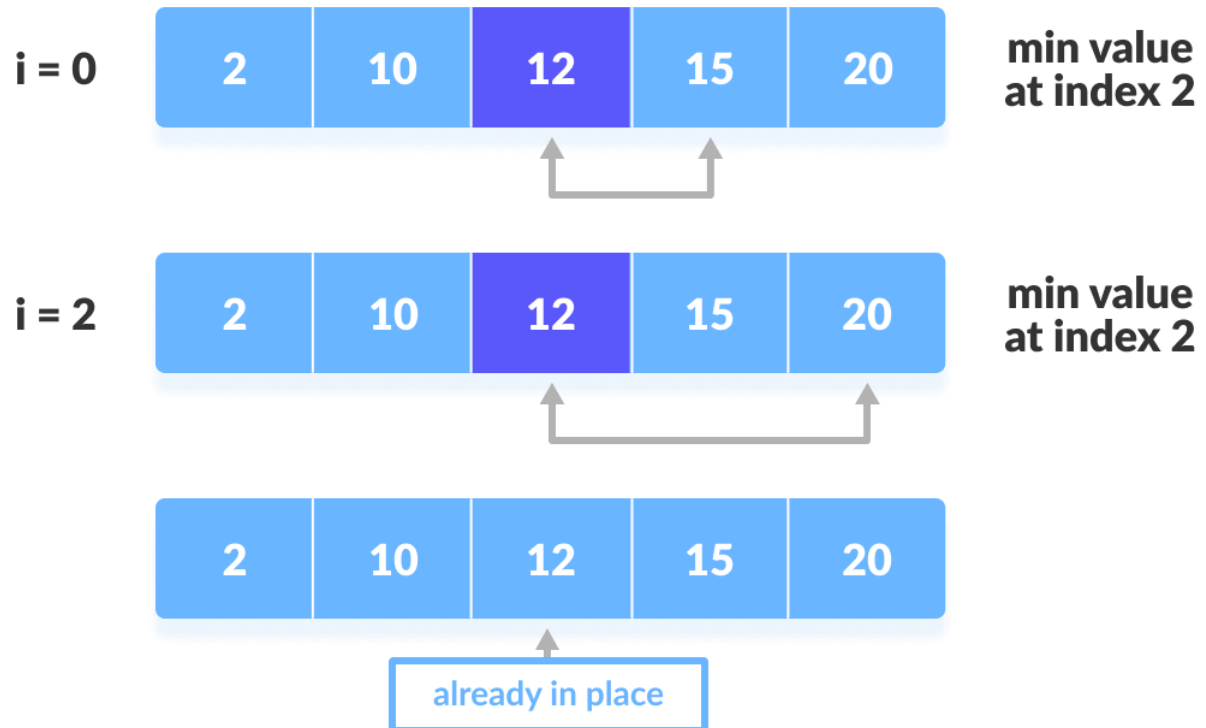 i = 0
2 10 12 15 20
min value
at index 2
i = 2
2 10 12 15 20
min value
at index 2
2 10 12 15 20
already in place